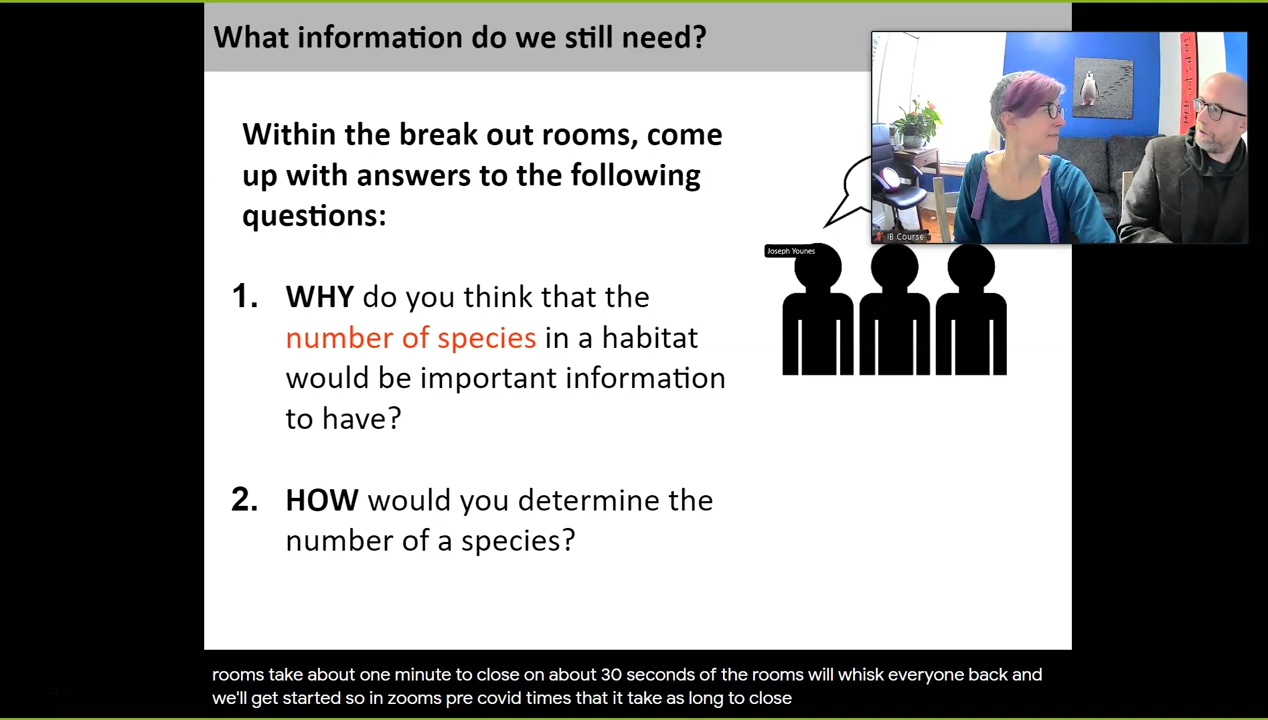 What information do we still need?
Within the break out rooms, come
up with answers to the following
questions:
IB Course
Joseph Younes
1. WHY do you think that the
number of species in a habitat
would be important information
to have?
2. HOW would you determine the
number of a species?
rooms take about one minute to close on about 30 seconds of the rooms will whisk everyone back and
we'll get started so in zooms pre covid times that it take as long to close